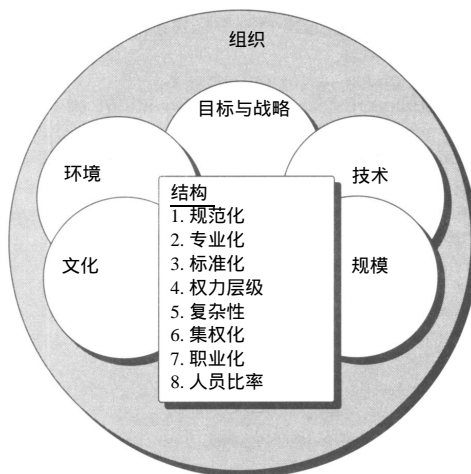 组织
目标与战略
环境
技术
文化
规模
结构
1. 规范化
2. 专业化
3. 标准化
4. 权力层级
5. 复杂性
6. 集权化
7. 职业化
8. 人员比率